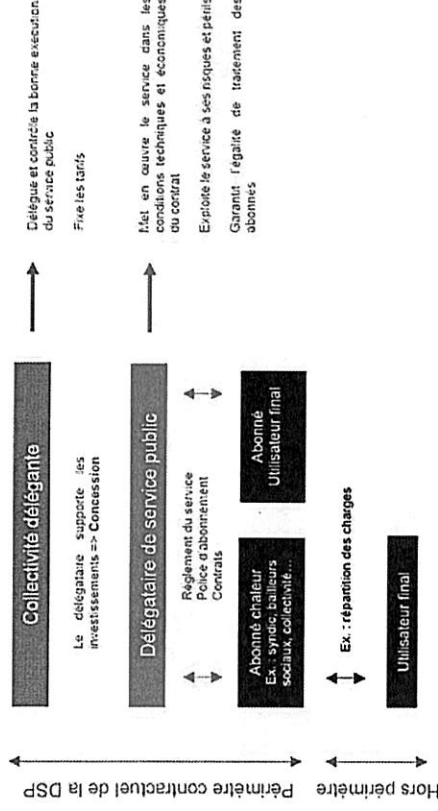 Collectivité délégante
Délègue et contrôle la bonne exécution
du service public
Fixe les tarifs
Le délégataire supporte les
investissements => Concession
Délégataire de service public
Met en œuvre le service dans les
conditions techniques et économiques
du contrat
Exploite le service à ses risques et périls
Garantit l'égalité de traitement des
abonnés
Règlement du service
Police d'abonnement
Contrats
Abonné chaleur
Ex. : syndic, bailleurs
sociaux, collectivité...
Abonné
Utilisateur final
Ex. : répartition des charges
Utilisateur final
Périmètre contractuel de la DSP
Hors périmètre